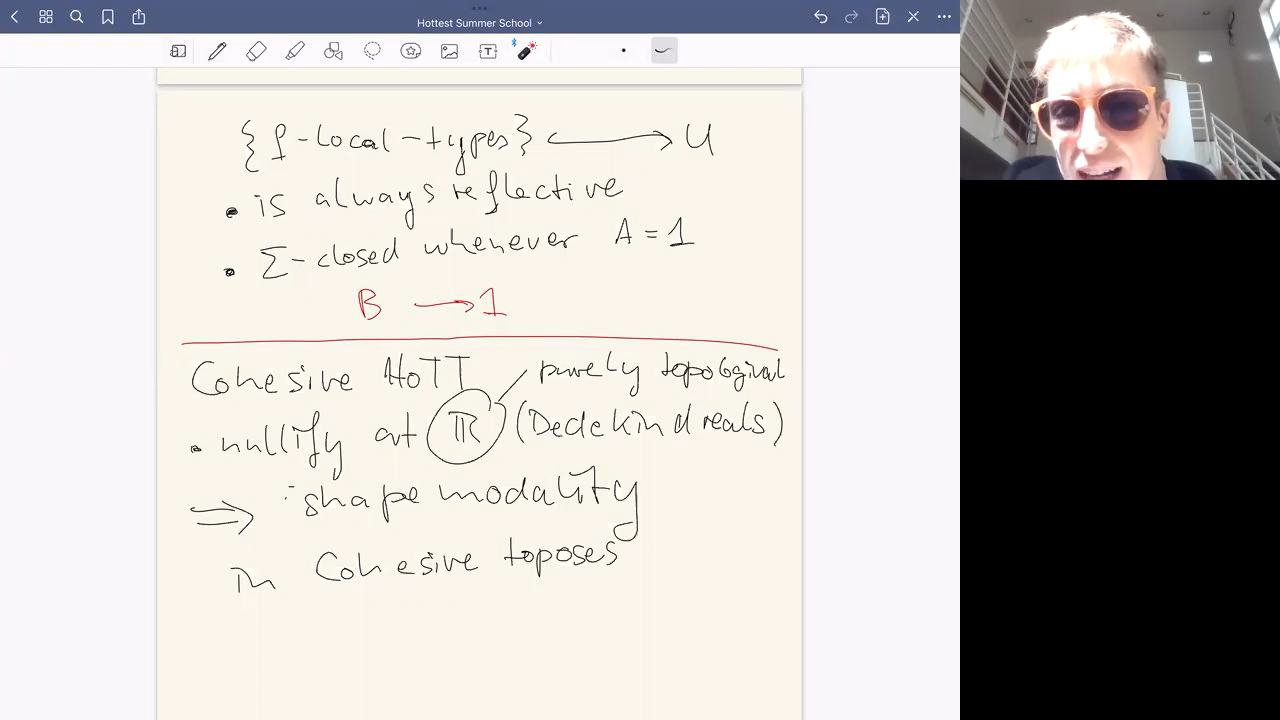 Hottest Summer School
{f-local-types} → U
• is always reflective
• Σ-closed whenever A = 1
B → 1
Cohesive HoTT purely topological
• nullify at ℝ (Dedekind reals)
⇒ shape modality
in Cohesive toposes